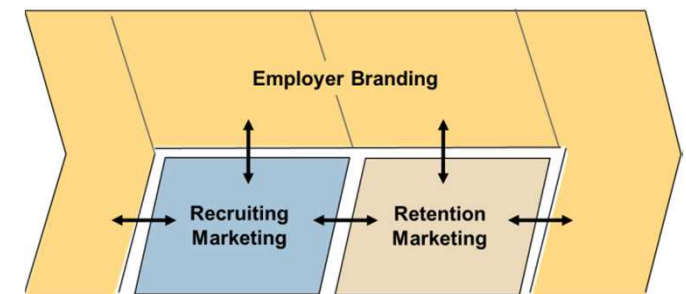 Employer Branding
Recruiting
Marketing
Retention
Marketing